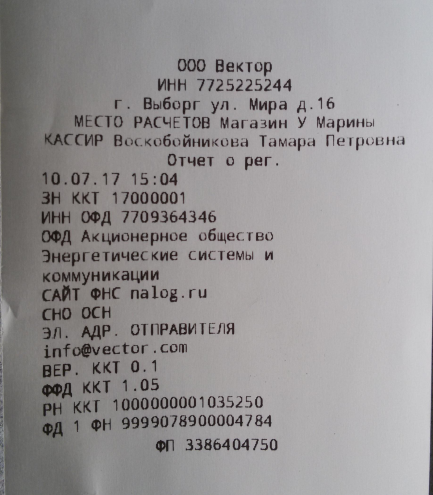 ООО Вектор
ИНН 7725225244
г. Выборг ул. Мира д.16
МЕСТО РАСЧЕТОВ Магазин У Марины
КАССИР Воскобойникова Тамара Петровна
Отчет о рег.
10.07.17 15:04
ЗН ККТ 17000001
ИНН ОФД 7709364346
ОФД Акционерное общество
Энергетические системы и
коммуникации
САЙТ ФНС nalog.ru
СНО ОСН
ЭЛ. АДР. ОТПРАВИТЕЛЯ
info@vector.com
ВЕР. ККТ 0.1
ФФД ККТ 1.05
РН ККТ 1000000001035250
ФД 1 ФН 9999078900004784
ФП 3386404750